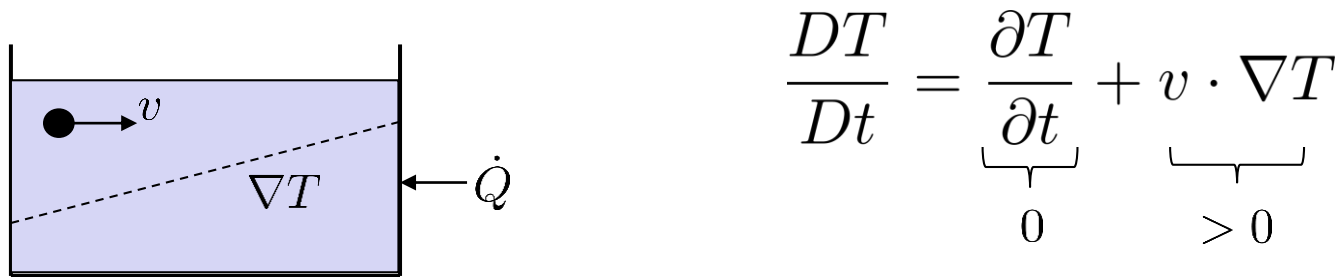 v
∇T
Q̇
DT/Dt = ∂T/∂t + v · ∇T
0
> 0